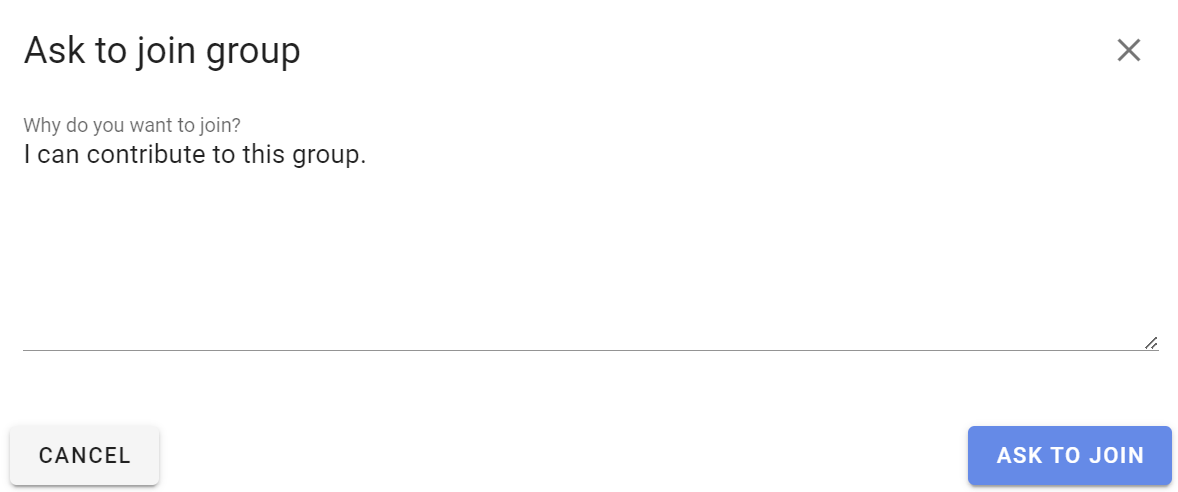 Ask to join group
Why do you want to join?
I can contribute to this group.
CANCEL
ASK TO JOIN